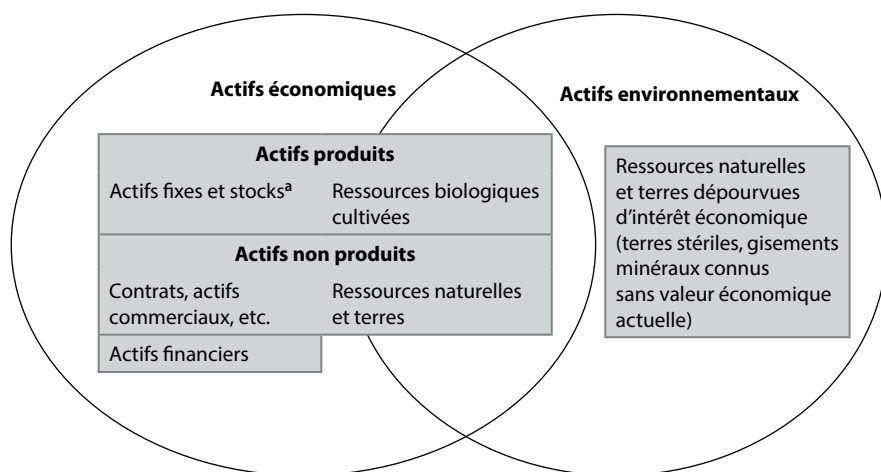 Actifs économiques
Actifs environnementaux
Actifs produits
Actifs fixes et stocksᵃ
Ressources biologiques
cultivées
Actifs non produits
Contrats, actifs
commerciaux, etc.
Ressources naturelles
et terres
Actifs financiers
Ressources naturelles
et terres dépourvues
d’intérêt économique
(terres stériles, gisements
minéraux connus
sans valeur économique
actuelle)